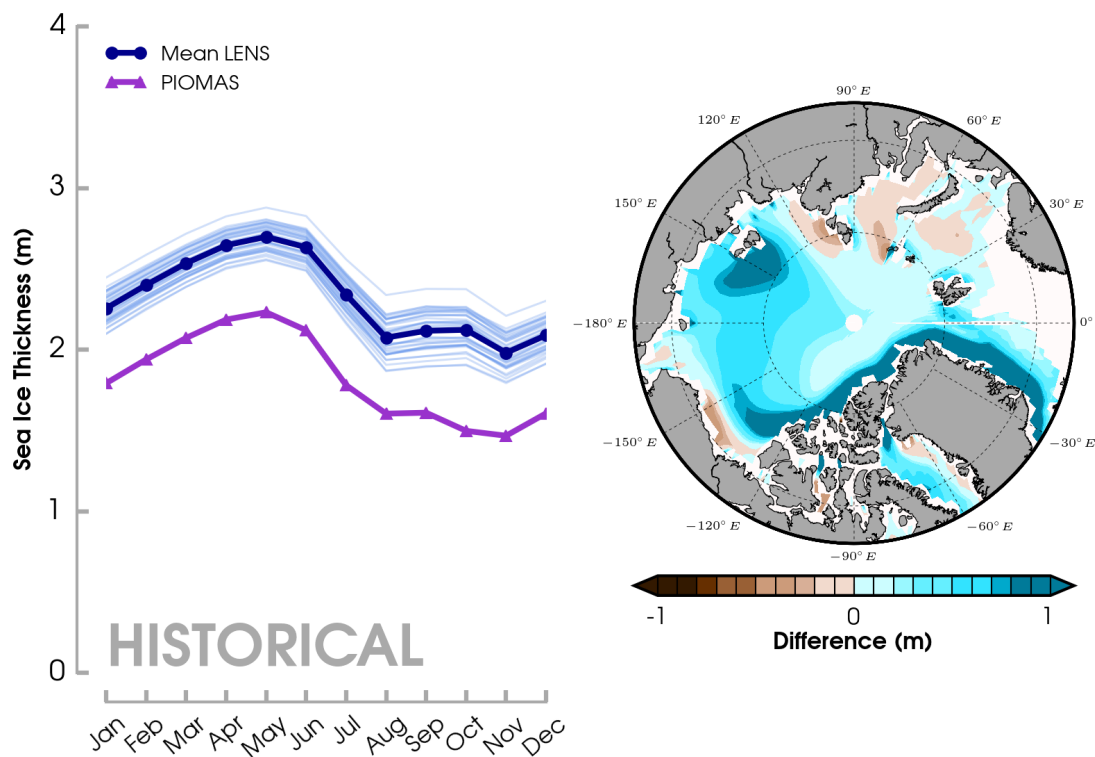 4
3
2
1
0
Sea Ice Thickness (m)
Mean LENS
PIOMAS
HISTORICAL
Jan
Feb
Mar
Apr
May
Jun
Jul
Aug
Sep
Oct
Nov
Dec
90° E
120° E
60° E
150° E
30° E
−180° E
0°
−150° E
−30° E
−120° E
−60° E
−90° E
-1
0
1
Difference (m)